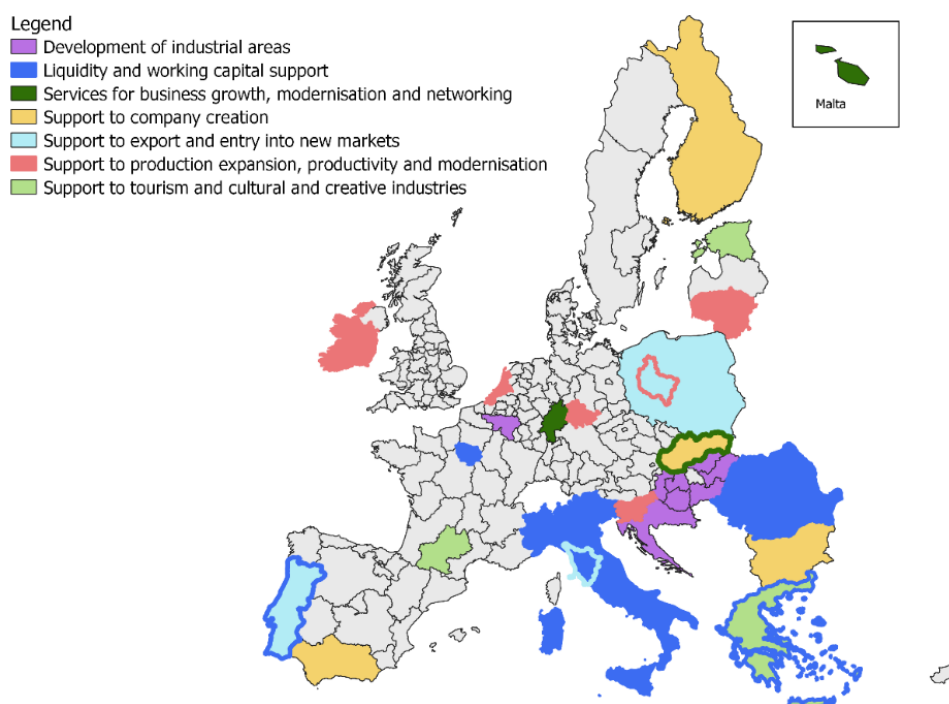 Legend
Development of industrial areas
Liquidity and working capital support
Services for business growth, modernisation and networking
Support to company creation
Support to export and entry into new markets
Support to production expansion, productivity and modernisation
Support to tourism and cultural and creative industries
Malta